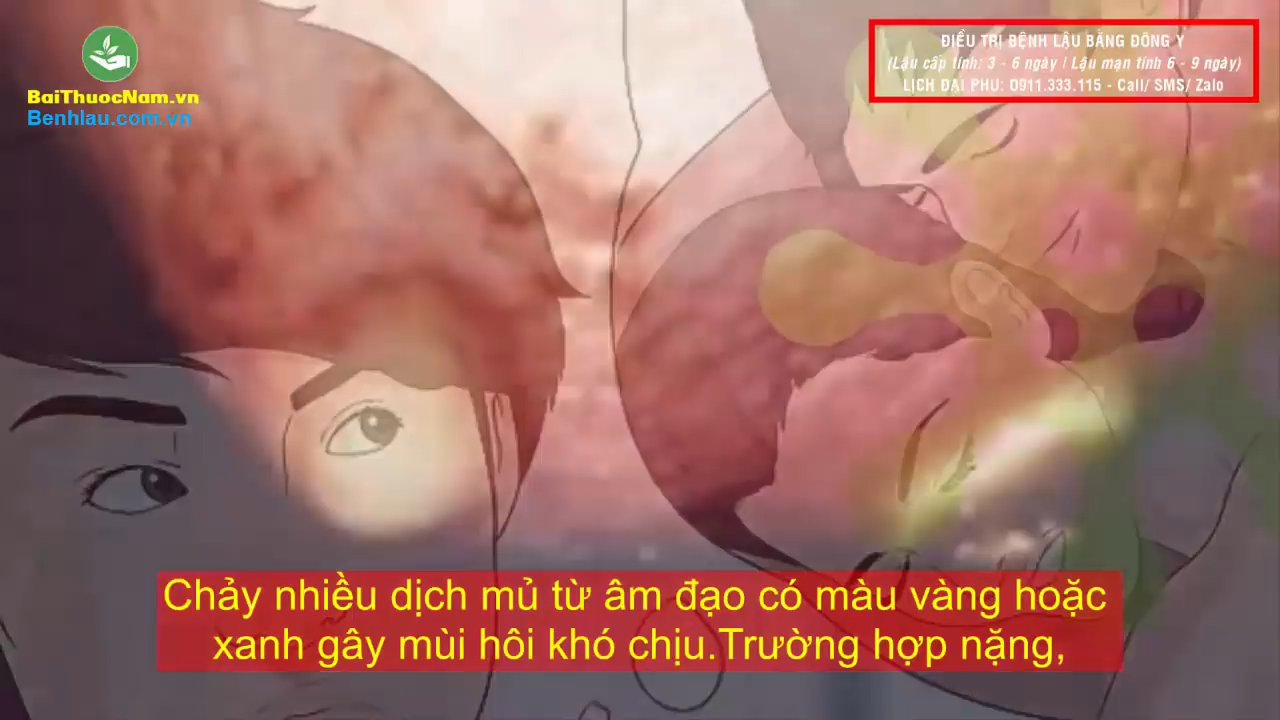 BaiThuocNam.vn
Benhlau.com.vn
ĐIỀU TRỊ BỆNH LẬU BẰNG ĐÔNG Y
(Lậu cấp tính: 3 - 6 ngày | Lậu mạn tính 6 - 9 ngày)
LỊCH ĐẠI PHU: 0911.333.115 - Call/ SMS/ Zalo
Chảy nhiều dịch mủ từ âm đạo có màu vàng hoặc
xanh gây mùi hôi khó chịu.Trường hợp nặng,